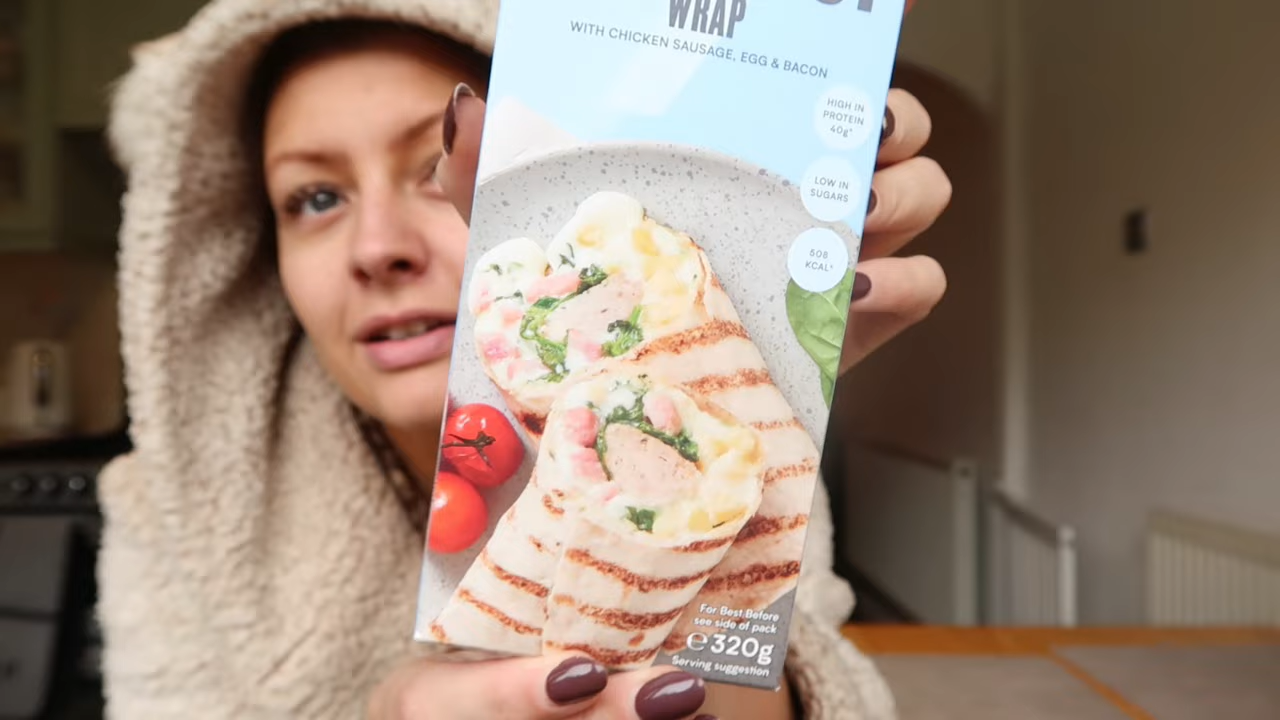 WRAP
WITH CHICKEN SAUSAGE, EGG & BACON
HIGH IN
PROTEIN
40g*
LOW IN
SUGARS
508
KCAL*
For Best Before
see side of pack
℮320g
Serving suggestion